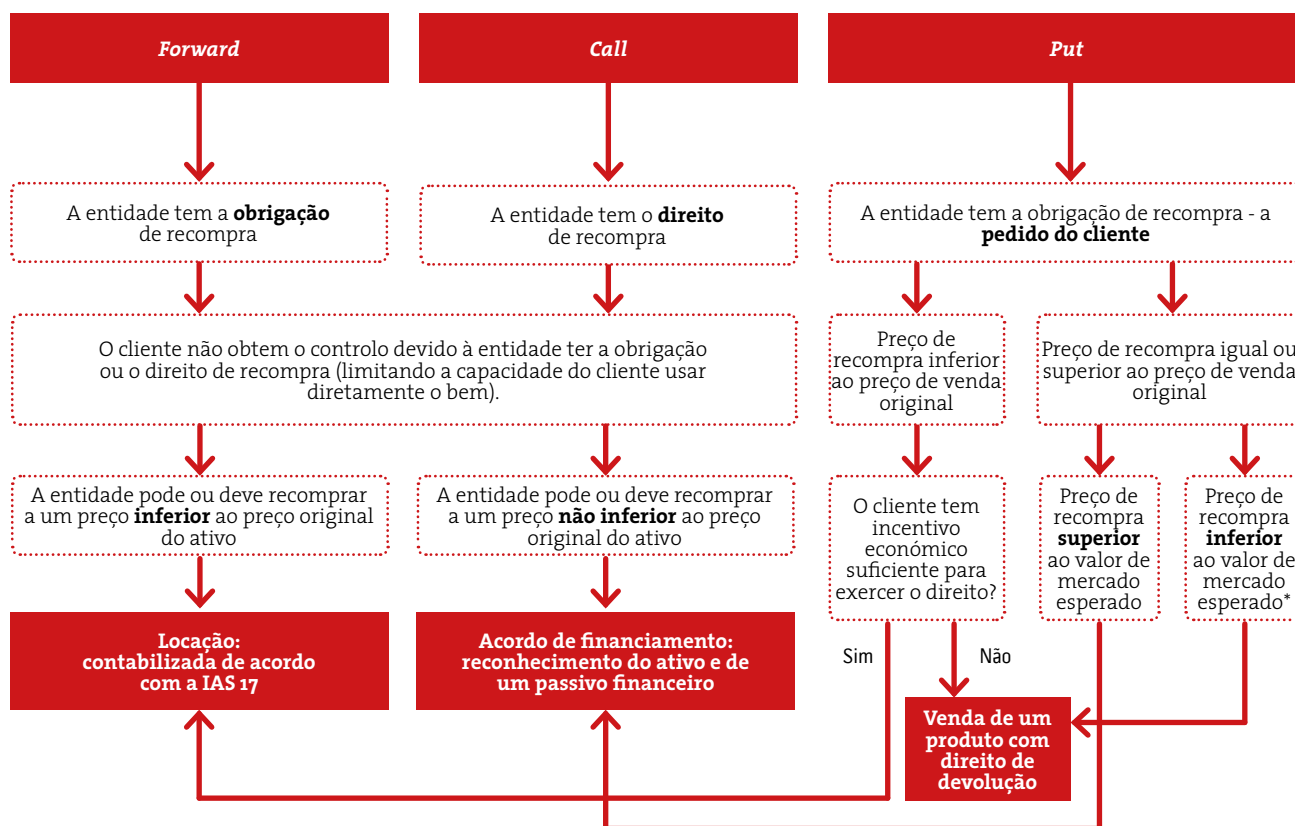 Forward
Call
Put
A entidade tem a obrigação
de recompra
A entidade tem o direito
de recompra
A entidade tem a obrigação de recompra - a
pedido do cliente
O cliente não obtem o controlo devido à entidade ter a obrigação
ou o direito de recompra (limitando a capacidade do cliente usar
diretamente o bem).
Preço de
recompra inferior
ao preço de venda
original
Preço de recompra igual ou
superior ao preço de venda
original
A entidade pode ou deve recomprar
a um preço inferior ao preço original
do ativo
A entidade pode ou deve recomprar
a um preço não inferior ao preço
original do ativo
O cliente tem
incentivo
económico
suficiente para
exercer o direito?
Preço de
recompra
superior
ao valor de
mercado
esperado
Preço de
recompra
inferior
ao valor de
mercado
esperado*
Locação:
contabilizada de acordo
com a IAS 17
Acordo de financiamento:
reconhecimento do ativo e de
um passivo financeiro
Sim
Não
Venda de um
produto com
direito de
devolução